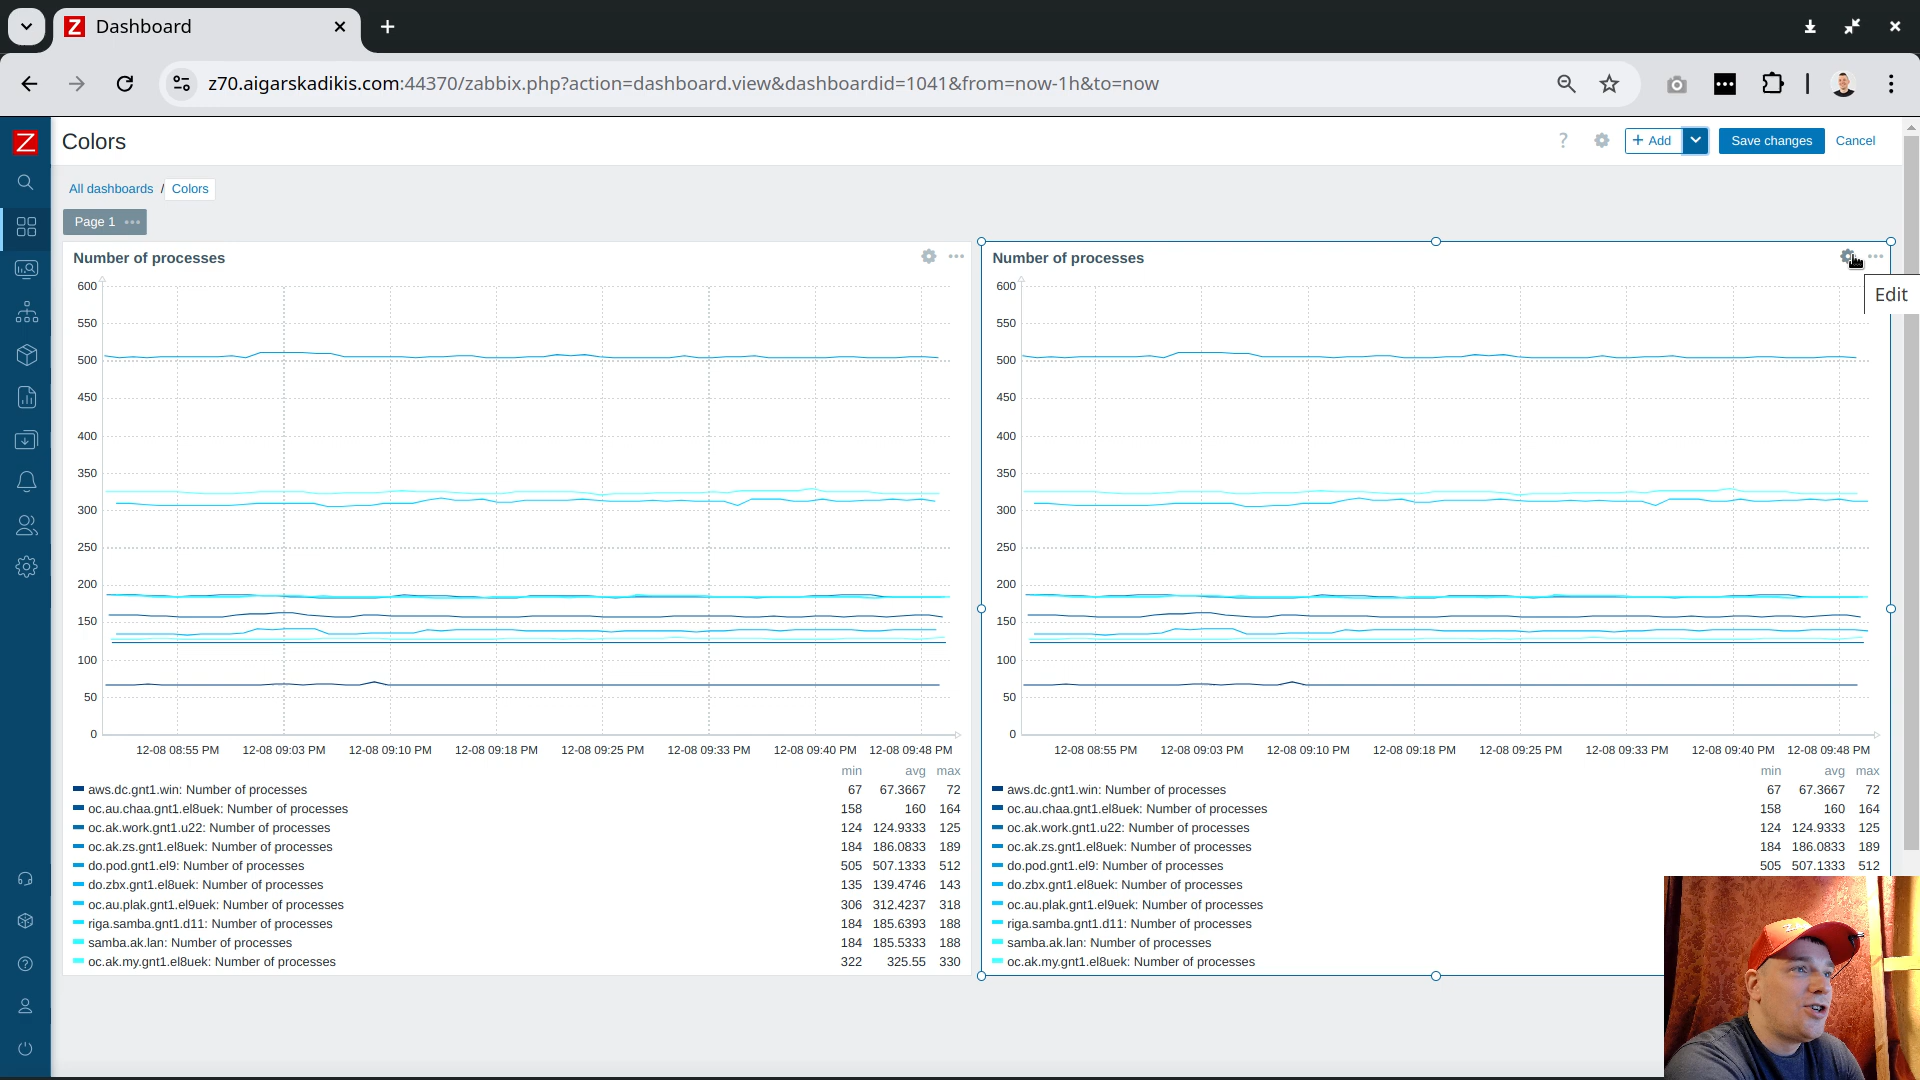 Z Dashboard
z70.aigarskadikis.com:44370/zabbix.php?action=dashboard.view&dashboardid=1041&from=now-1h&to=now
Z
Colors
? + Add Save changes Cancel
All dashboards / Colors
Page 1
Number of processes
600
550
500
450
400
350
300
250
200
150
100
50
0
12-08 08:55 PM 12-08 09:03 PM 12-08 09:10 PM 12-08 09:18 PM 12-08 09:25 PM 12-08 09:33 PM 12-08 09:40 PM 12-08 09:48 PM
min avg max
aws.dc.gnt1.win: Number of processes 67 67.3667 72
oc.au.chaa.gnt1.el8uek: Number of processes 158 160 164
oc.ak.work.gnt1.u22: Number of processes 124 124.9333 125
oc.ak.zs.gnt1.el8uek: Number of processes 184 186.0833 189
do.pod.gnt1.el9: Number of processes 505 507.1333 512
do.zbx.gnt1.el8uek: Number of processes 135 139.4746 143
oc.au.plak.gnt1.el9uek: Number of processes 306 312.4237 318
riga.samba.gnt1.d11: Number of processes 184 185.6393 188
samba.ak.lan: Number of processes 184 185.5333 188
oc.ak.my.gnt1.el8uek: Number of processes 322 325.55 330
Number of processes
Edit
600
550
500
450
400
350
300
250
200
150
100
50
0
12-08 08:55 PM 12-08 09:03 PM 12-08 09:10 PM 12-08 09:18 PM 12-08 09:25 PM 12-08 09:33 PM 12-08 09:40 PM 12-08 09:48 PM
min avg max
aws.dc.gnt1.win: Number of processes 67 67.3667 72
oc.au.chaa.gnt1.el8uek: Number of processes 158 160 164
oc.ak.work.gnt1.u22: Number of processes 124 124.9333 125
oc.ak.zs.gnt1.el8uek: Number of processes 184 186.0833 189
do.pod.gnt1.el9: Number of processes 505 507.1333 512
do.zbx.gnt1.el8uek: Number of processes
oc.au.plak.gnt1.el9uek: Number of processes
riga.samba.gnt1.d11: Number of processes
samba.ak.lan: Number of processes
oc.ak.my.gnt1.el8uek: Number of processes